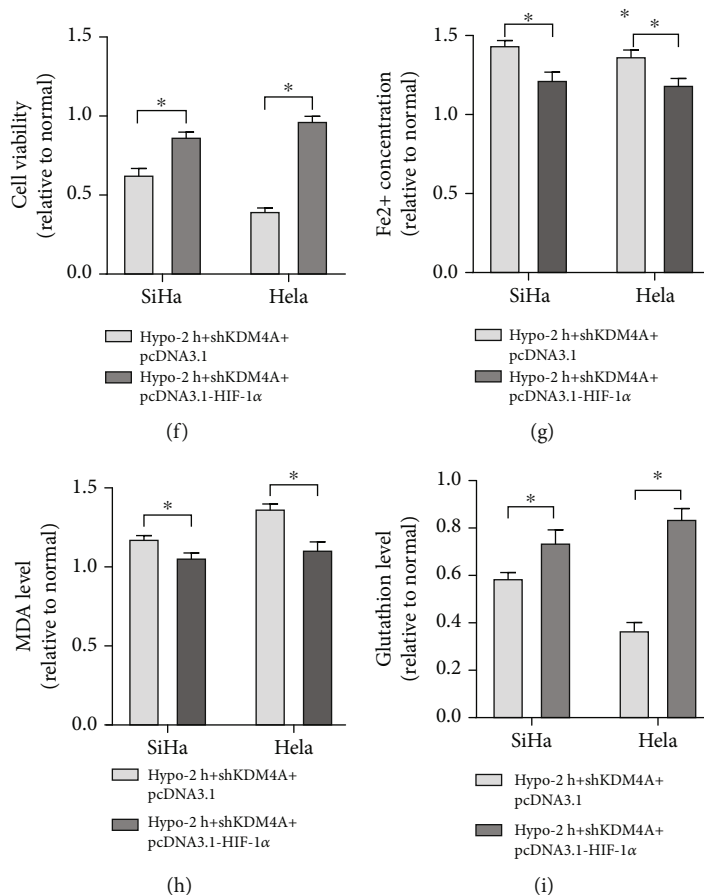 Cell viability
(relative to normal)
1.5
1.0
0.5
0.0
*
*
SiHa
Hela
Hypo-2 h+shKDM4A+
pcDNA3.1
Hypo-2 h+shKDM4A+
pcDNA3.1-HIF-1α
(f)
Fe2+ concentration
(relative to normal)
1.5
1.0
0.5
0.0
*
*
*
SiHa
Hela
Hypo-2 h+shKDM4A+
pcDNA3.1
Hypo-2 h+shKDM4A+
pcDNA3.1-HIF-1α
(g)
MDA level
(relative to normal)
1.5
1.0
0.5
0.0
*
*
SiHa
Hela
Hypo-2 h+shKDM4A+
pcDNA3.1
Hypo-2 h+shKDM4A+
pcDNA3.1-HIF-1α
(h)
Glutathion level
(relative to normal)
1.0
0.8
0.6
0.4
0.2
0.0
*
*
SiHa
Hela
Hypo-2 h+shKDM4A+
pcDNA3.1
Hypo-2 h+shKDM4A+
pcDNA3.1-HIF-1α
(i)